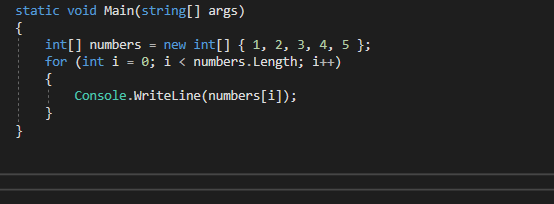 static void Main(string[] args)
{
    int[] numbers = new int[] { 1, 2, 3, 4, 5 };
    for (int i = 0; i < numbers.Length; i++)
    {
        Console.WriteLine(numbers[i]);
    }
}